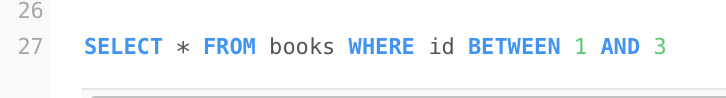 26
27 SELECT * FROM books WHERE id BETWEEN 1 AND 3